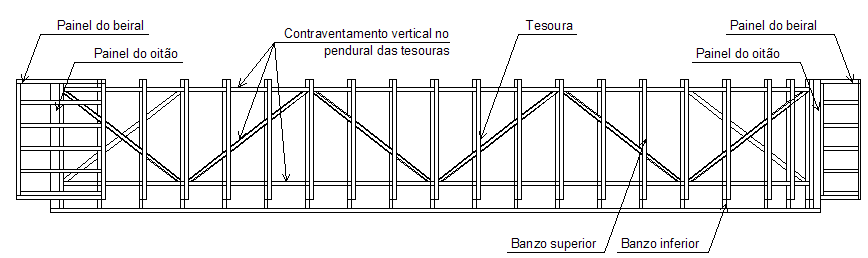 Painel do beiral
Painel do oitão
Contraventamento vertical no
pendural das tesouras
Tesoura
Painel do beiral
Painel do oitão
Banzo superior
Banzo inferior